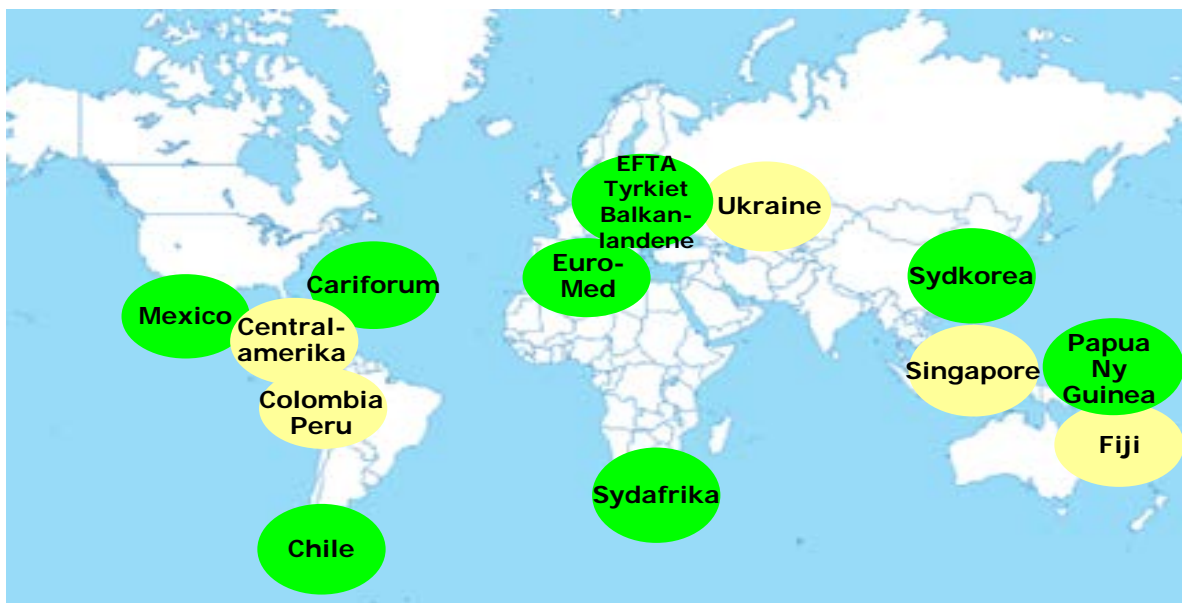 EFTA
Tyrkiet
Balkan-
landene
Ukraine
Euro-
Med
Cariforum
Sydkorea
Mexico
Central-
amerika
Singapore
Papua
Ny
Guinea
Colombia
Peru
Fiji
Sydafrika
Chile